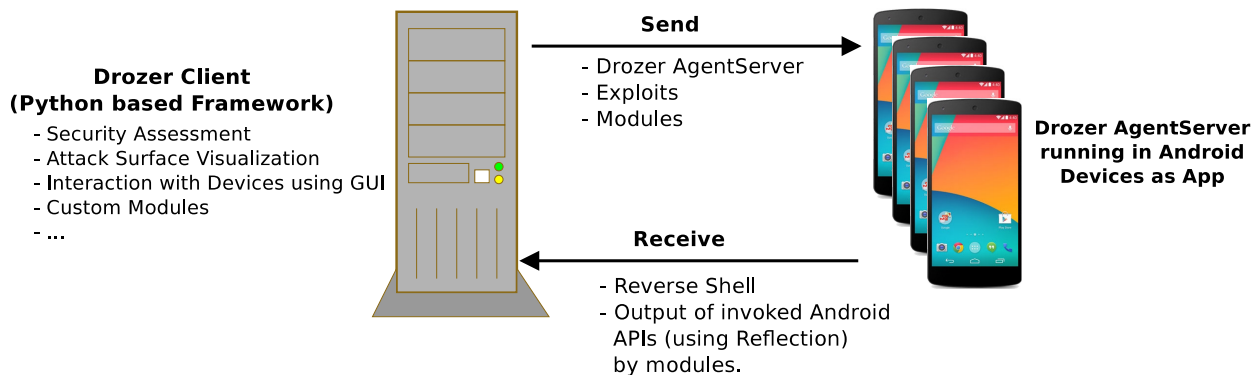 Drozer Client
(Python based Framework)
- Security Assessment
- Attack Surface Visualization
- Interaction with Devices using GUI
- Custom Modules
- ...
Send
- Drozer AgentServer
- Exploits
- Modules
Receive
- Reverse Shell
- Output of invoked Android
APIs (using Reflection)
by modules.
Drozer AgentServer
running in Android
Devices as App